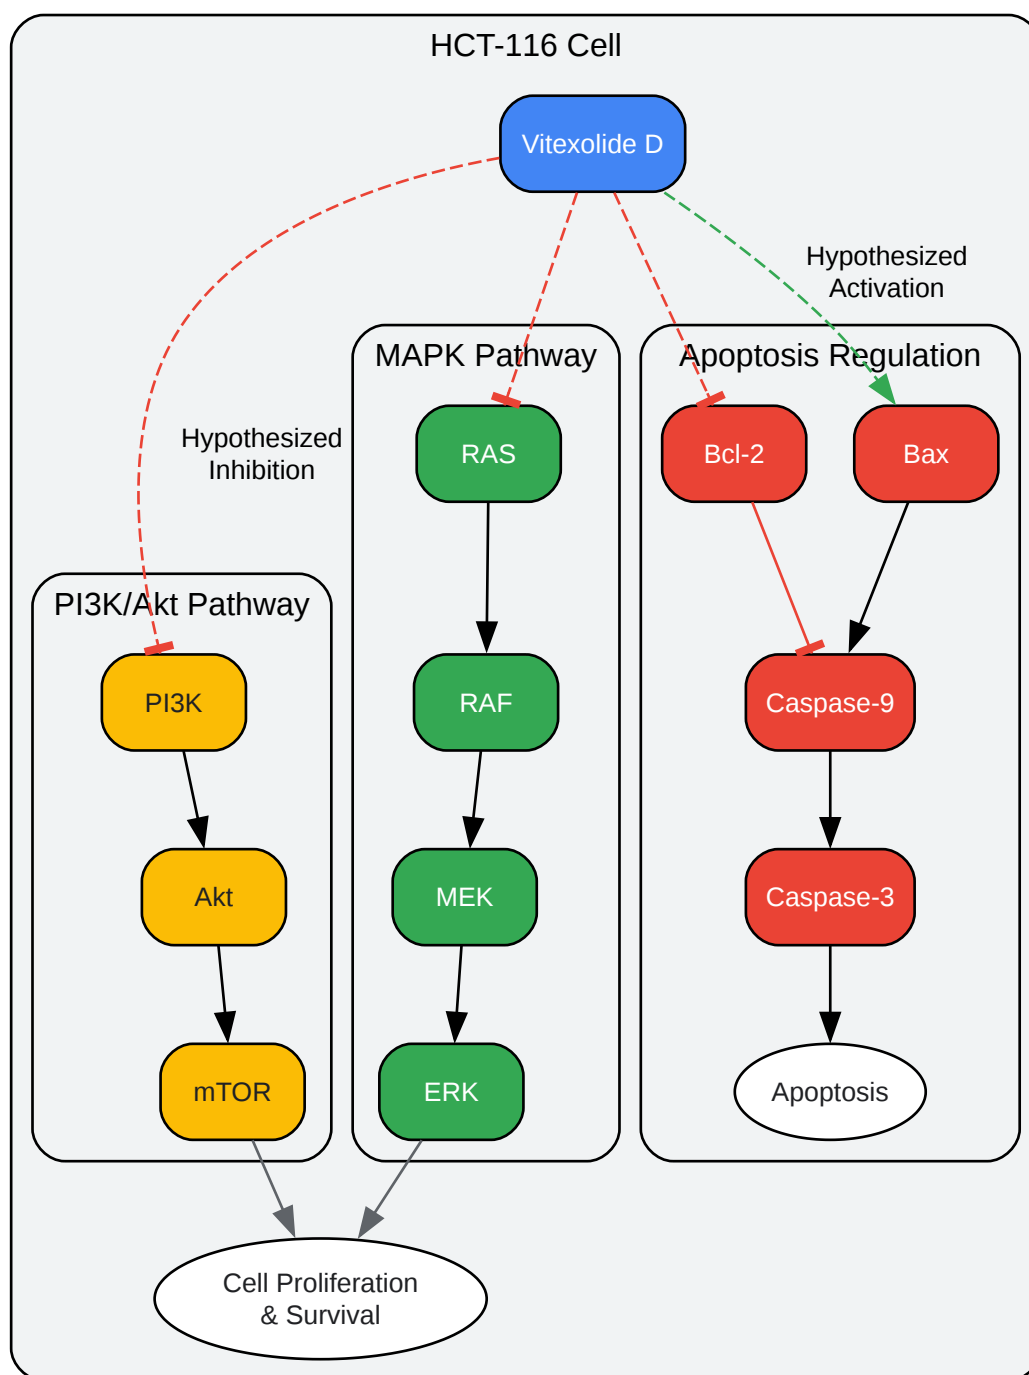 HCT-116 Cell
Vitexolide D
Hypothesized
Activation
MAPK Pathway
Apoptosis Regulation
Hypothesized
Inhibition
RAS
Bcl-2
Bax
PI3K/Akt Pathway
PI3K
RAF
Caspase-9
Akt
MEK
Caspase-3
mTOR
ERK
Apoptosis
Cell Proliferation
& Survival